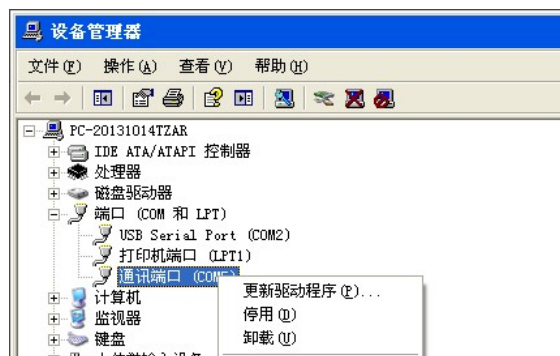 设备管理器
文件(F) 操作(A) 查看(V) 帮助(H)
PC-20131014TZAR
IDE ATA/ATAPI 控制器
处理器
磁盘驱动器
端口 (COM 和 LPT)
USB Serial Port (COM2)
打印机端口 (LPT1)
通讯端口
更新驱动程序(P)...
计算机
停用(D)
监视器
卸载(U)
键盘